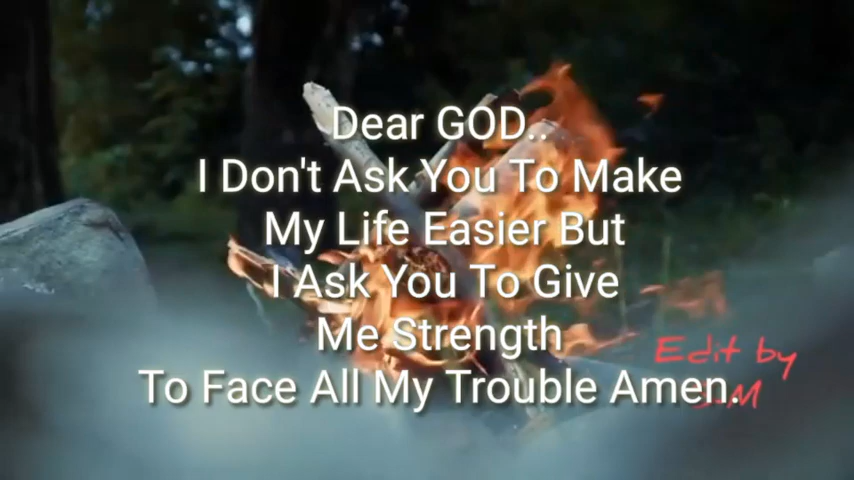 Dear GOD..
I Don't Ask You To Make
My Life Easier But
I Ask You To Give
Me Strength
To Face All My Trouble Amen.
Edit by